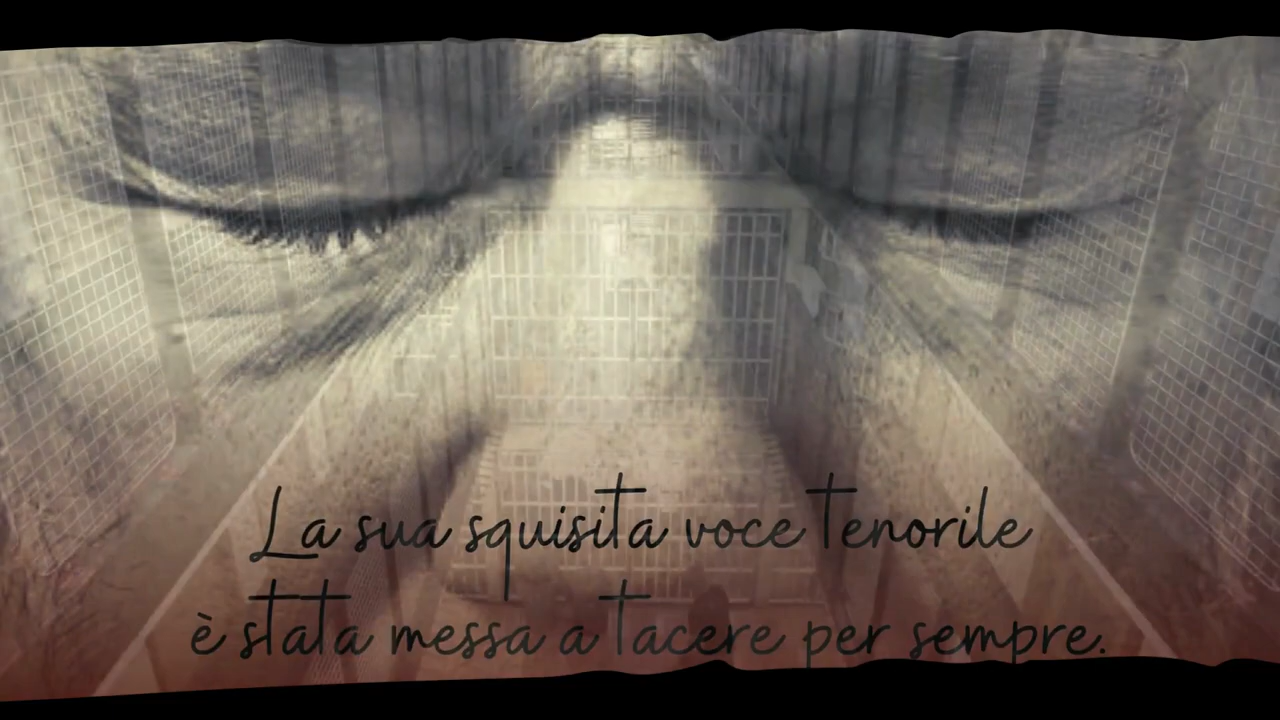 La sua squisita voce tenorile
è stata messa a tacere per sempre.